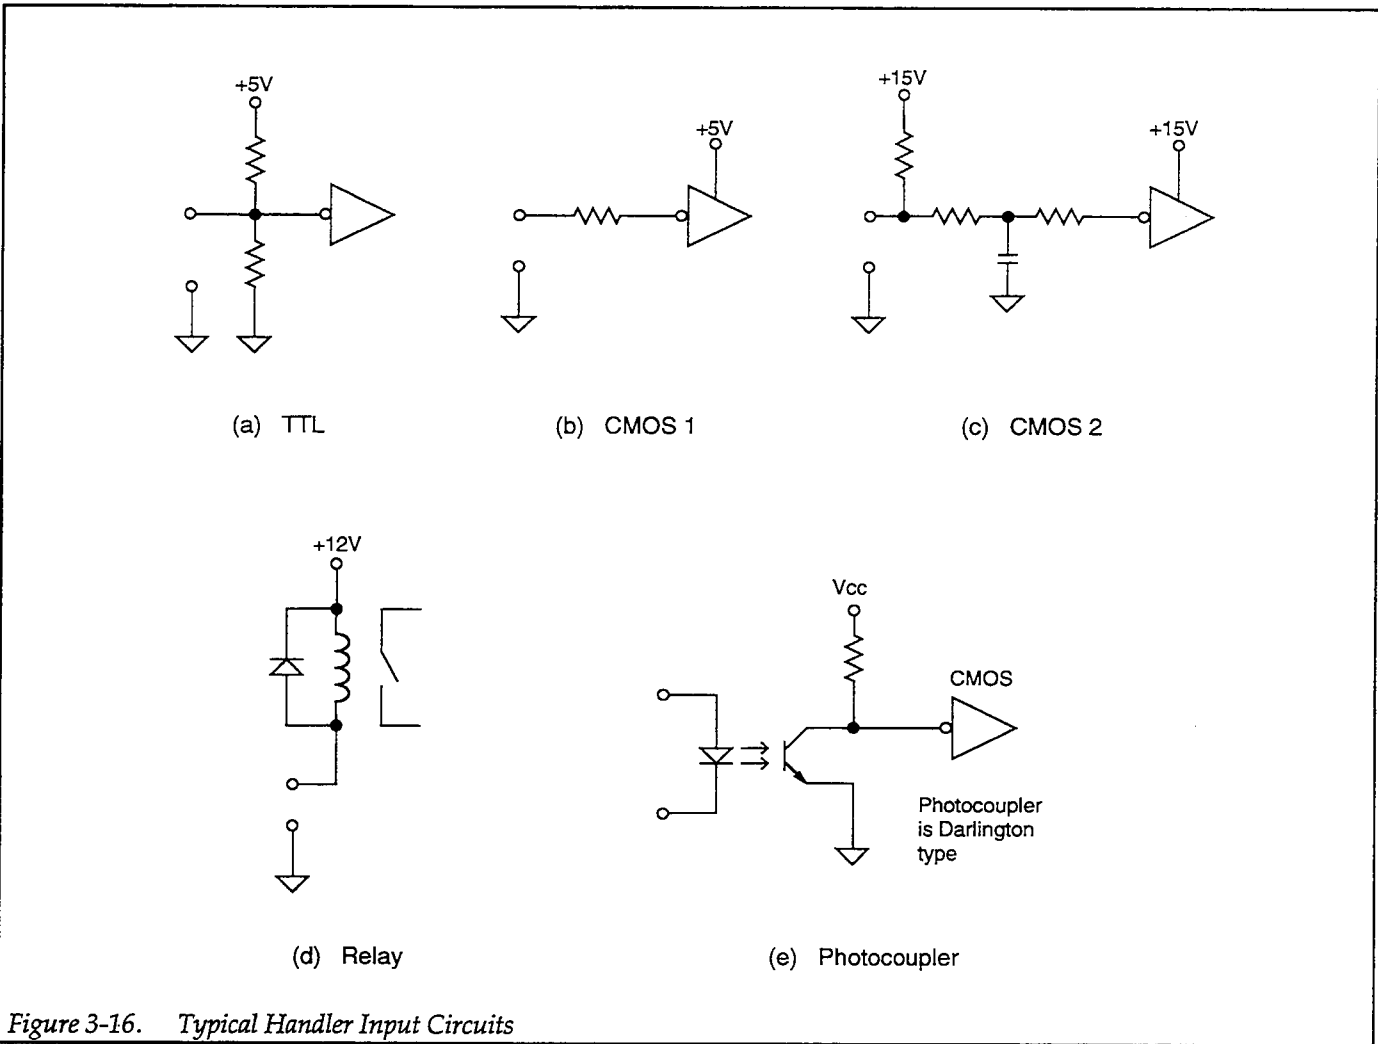 +5V
+5V
+15V
+15V
(a) TTL
(b) CMOS 1
(c) CMOS 2
+12V
Vcc
CMOS
Photocoupler
is Darlington
type
(d) Relay
(e) Photocoupler
Figure 3-16. Typical Handler Input Circuits